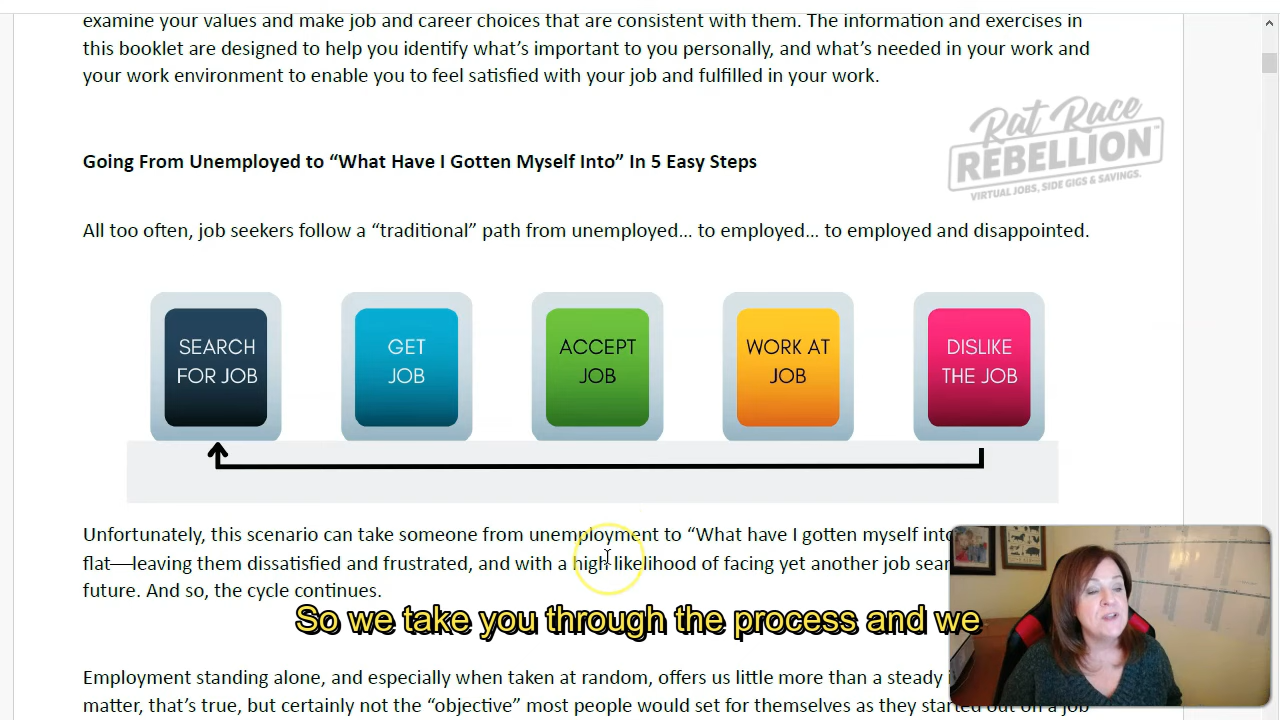 examine your values and make job and career choices that are consistent with them. The information and exercises in
this booklet are designed to help you identify what’s important to you personally, and what’s needed in your work and
your work environment to enable you to feel satisfied with your job and fulfilled in your work.
Rat Race
REBELLION™
VIRTUAL JOBS, SIDE GIGS & SAVINGS.
Going From Unemployed to “What Have I Gotten Myself Into” In 5 Easy Steps
All too often, job seekers follow a “traditional” path from unemployed… to employed… to employed and disappointed.
SEARCH
FOR JOB
GET
JOB
ACCEPT
JOB
WORK AT
JOB
DISLIKE
THE JOB
Unfortunately, this scenario can take someone from unemployment to “What have I gotten myself
flat—leaving them dissatisfied and frustrated, and with a high likelihood of facing yet another job
future. And so, the cycle continues.
So we take you through the process and we
Employment standing alone, and especially when taken at random, offers us little more than a steady
matter, that’s true, but certainly not the “objective” most people would set for themselves as they started out on a job